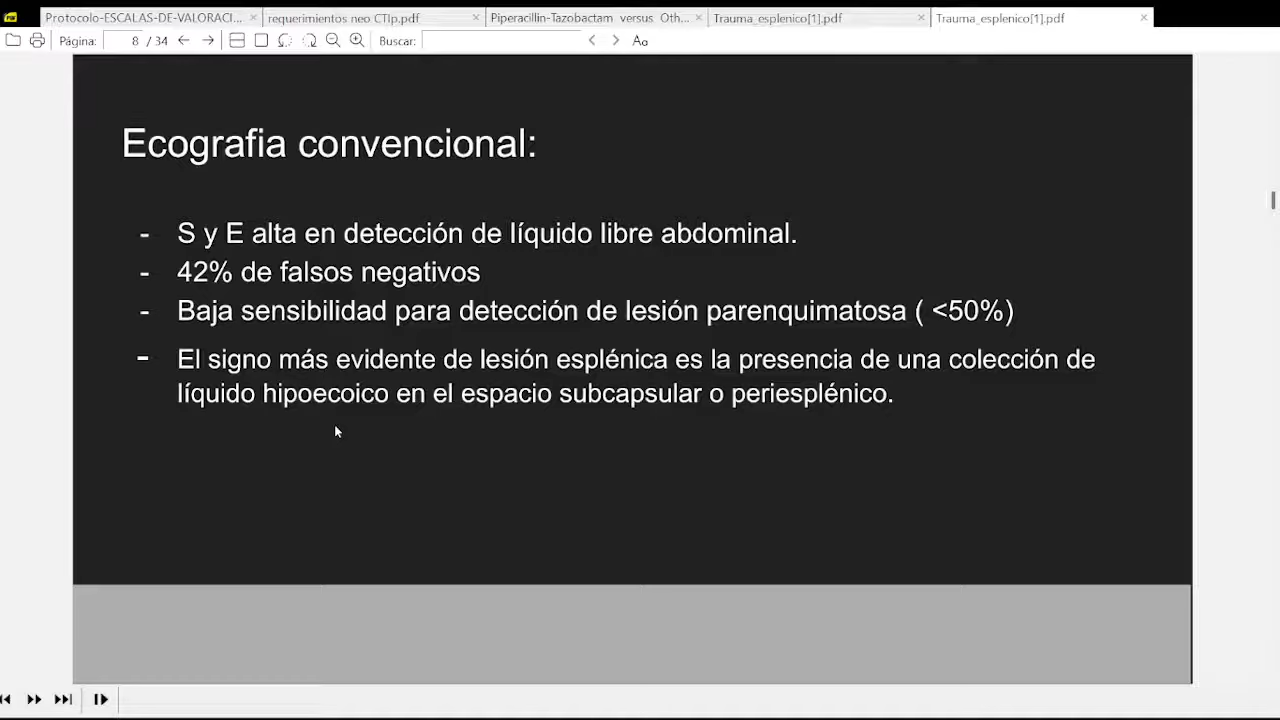 Protocolo-ESCALAS-DE-VALORACI... × requerimientos neo CTIp.pdf × Piperacillin-Tazobactam versus Oth... × Trauma_esplenico[1].pdf × Trauma_esplenico[1].pdf ×
Página: 8 / 34 Buscar: Aa
Ecografia convencional:
- S y E alta en detección de líquido libre abdominal.
- 42% de falsos negativos
- Baja sensibilidad para detección de lesión parenquimatosa ( <50%)
- El signo más evidente de lesión esplénica es la presencia de una colección de
líquido hipoecoico en el espacio subcapsular o periesplénico.